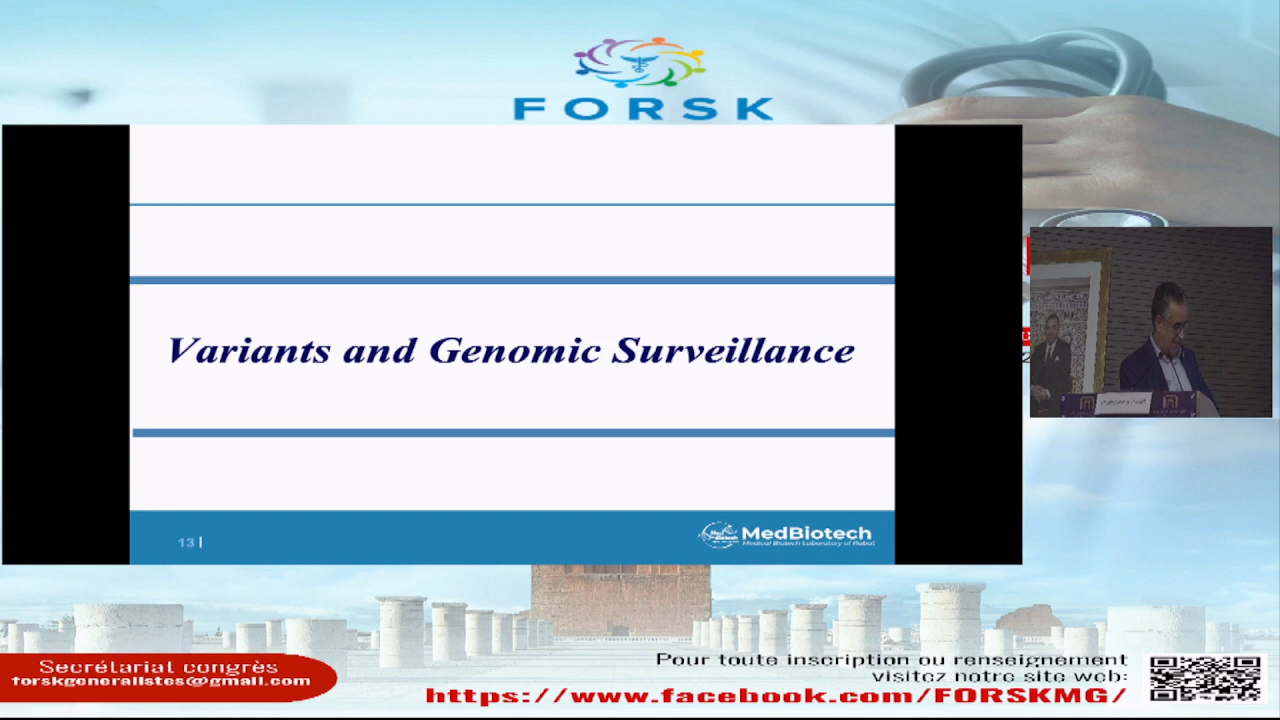 FORSK
Variants and Genomic Surveillance
13 |
MedBiotech
Medical Biotech Laboratory of Rabat
Secrétarial congrès
forskgeneralistes@gmail.com
Pour toute inscription ou renseignement
visitez notre site web:
https://www.facebook.com/FORSKMG/